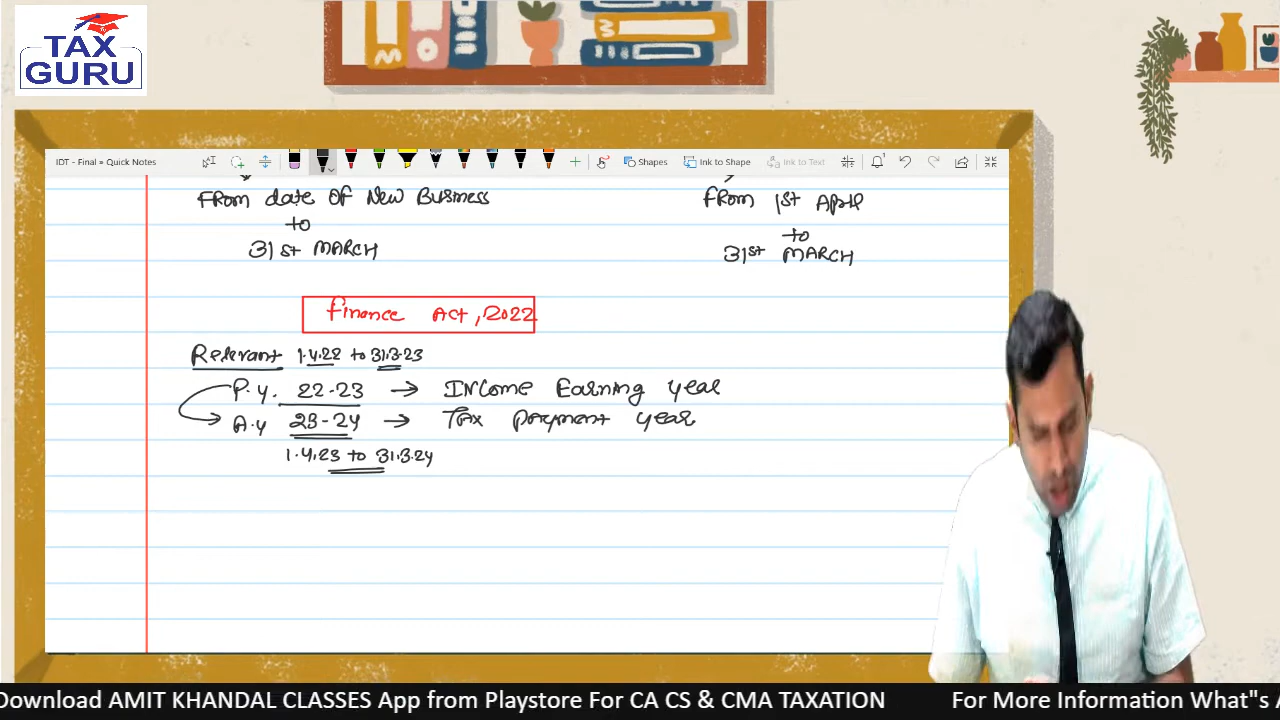 TAX
GURU
IDT - Final » Quick Notes
Shapes
Ink to Shape
Ink to Text
From date of New Business
to
31st MARCH
From 1st April
to
31st MARCH
Finance Act, 2022
Relevant 1.4.22 to 31.3.23
P.y. 22-23 → Income Earning year
A.y 23-24 → Tax payment year
1.4.23 to 31.3.24
Download AMIT KHANDAL CLASSES App from Playstore For CA CS & CMA TAXATION
For More Information What"s A